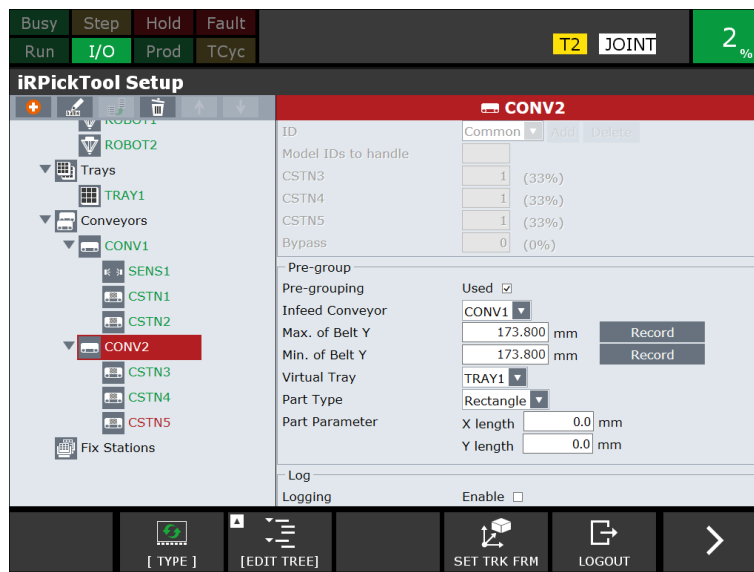 Busy Step Hold Fault
Run I/O Prod TCyc
T2 JOINT
2 %
iRPickTool Setup
CONV2
ROBOT1
ROBOT2
Trays
TRAY1
Conveyors
CONV1
SENS1
CSTN1
CSTN2
CONV2
CSTN3
CSTN4
CSTN5
Fix Stations
ID Common Add Delete
Model IDs to handle
CSTN3 1 (33%)
CSTN4 1 (33%)
CSTN5 1 (33%)
Bypass 0 (0%)
Pre-group
Pre-grouping Used
Infeed Conveyor CONV1
Max. of Belt Y 173.800 mm Record
Min. of Belt Y 173.800 mm Record
Virtual Tray TRAY1
Part Type Rectangle
Part Parameter X length 0.0 mm
Y length 0.0 mm
Log
Logging Enable
[ TYPE ] [EDIT TREE] SET TRK FRM LOGOUT